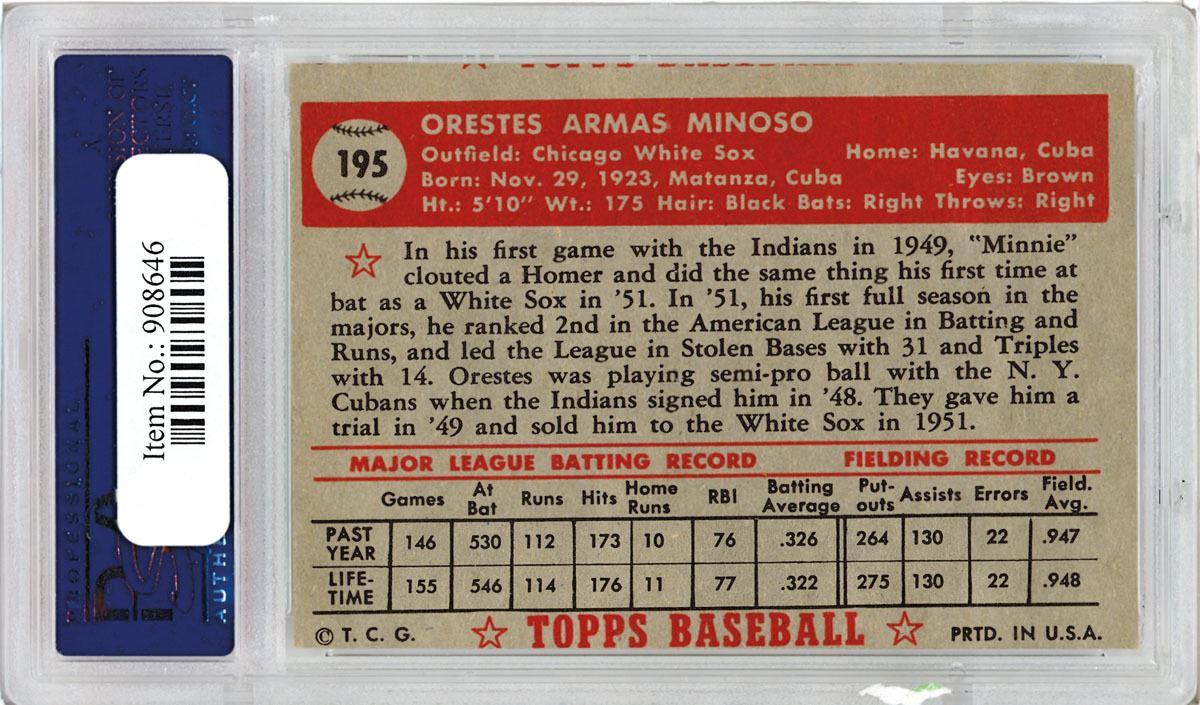 TOPPS BASEBALL
195
ORESTES ARMAS MINOSO
Outfield: Chicago White Sox Home: Havana, Cuba
Born: Nov. 29, 1923, Matanza, Cuba Eyes: Brown
Ht.: 5'10" Wt.: 175 Hair: Black Bats: Right Throws: Right
In his first game with the Indians in 1949, "Minnie"
clouted a Homer and did the same thing his first time at
bat as a White Sox in '51. In '51, his first full season in the
majors, he ranked 2nd in the American League in Batting and
Runs, and led the League in Stolen Bases with 31 and Triples
with 14. Orestes was playing semi-pro ball with the N. Y.
Cubans when the Indians signed him in '48. They gave him a
trial in '49 and sold him to the White Sox in 1951.
MAJOR LEAGUE BATTING RECORD FIELDING RECORD
Games At Bat Runs Hits Home Runs RBI Batting Average Put-outs Assists Errors Field. Avg.
PAST YEAR 146 530 112 173 10 76 .326 264 130 22 .947
LIFE-TIME 155 546 114 176 11 77 .322 275 130 22 .948
© T. C. G. TOPPS BASEBALL PRTD. IN U.S.A.
Item No.: 9086646
PROFESSIONAL